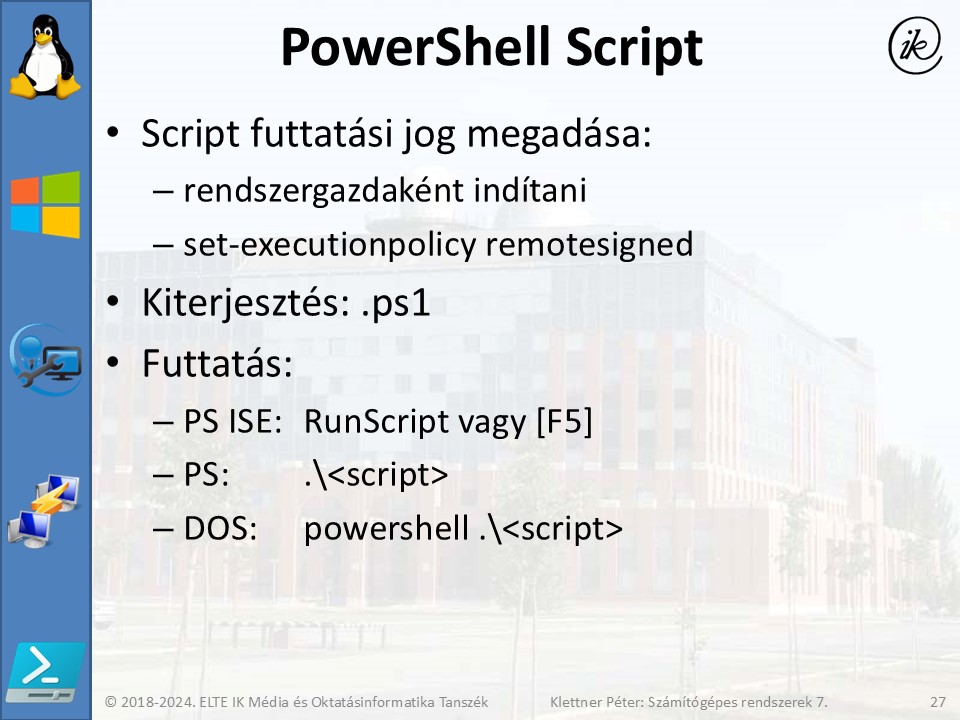 PowerShell Script
ik
• Script futtatási jog megadása:
– rendszergazdaként indítani
– set-executionpolicy remotesigned
• Kiterjesztés: .ps1
• Futtatás:
– PS ISE: RunScript vagy [F5]
– PS: .\<script>
– DOS: powershell .\<script>
© 2018-2024. ELTE IK Média és Oktatásinformatika Tanszék Klettner Péter: Számítógépes rendszerek 7. 27